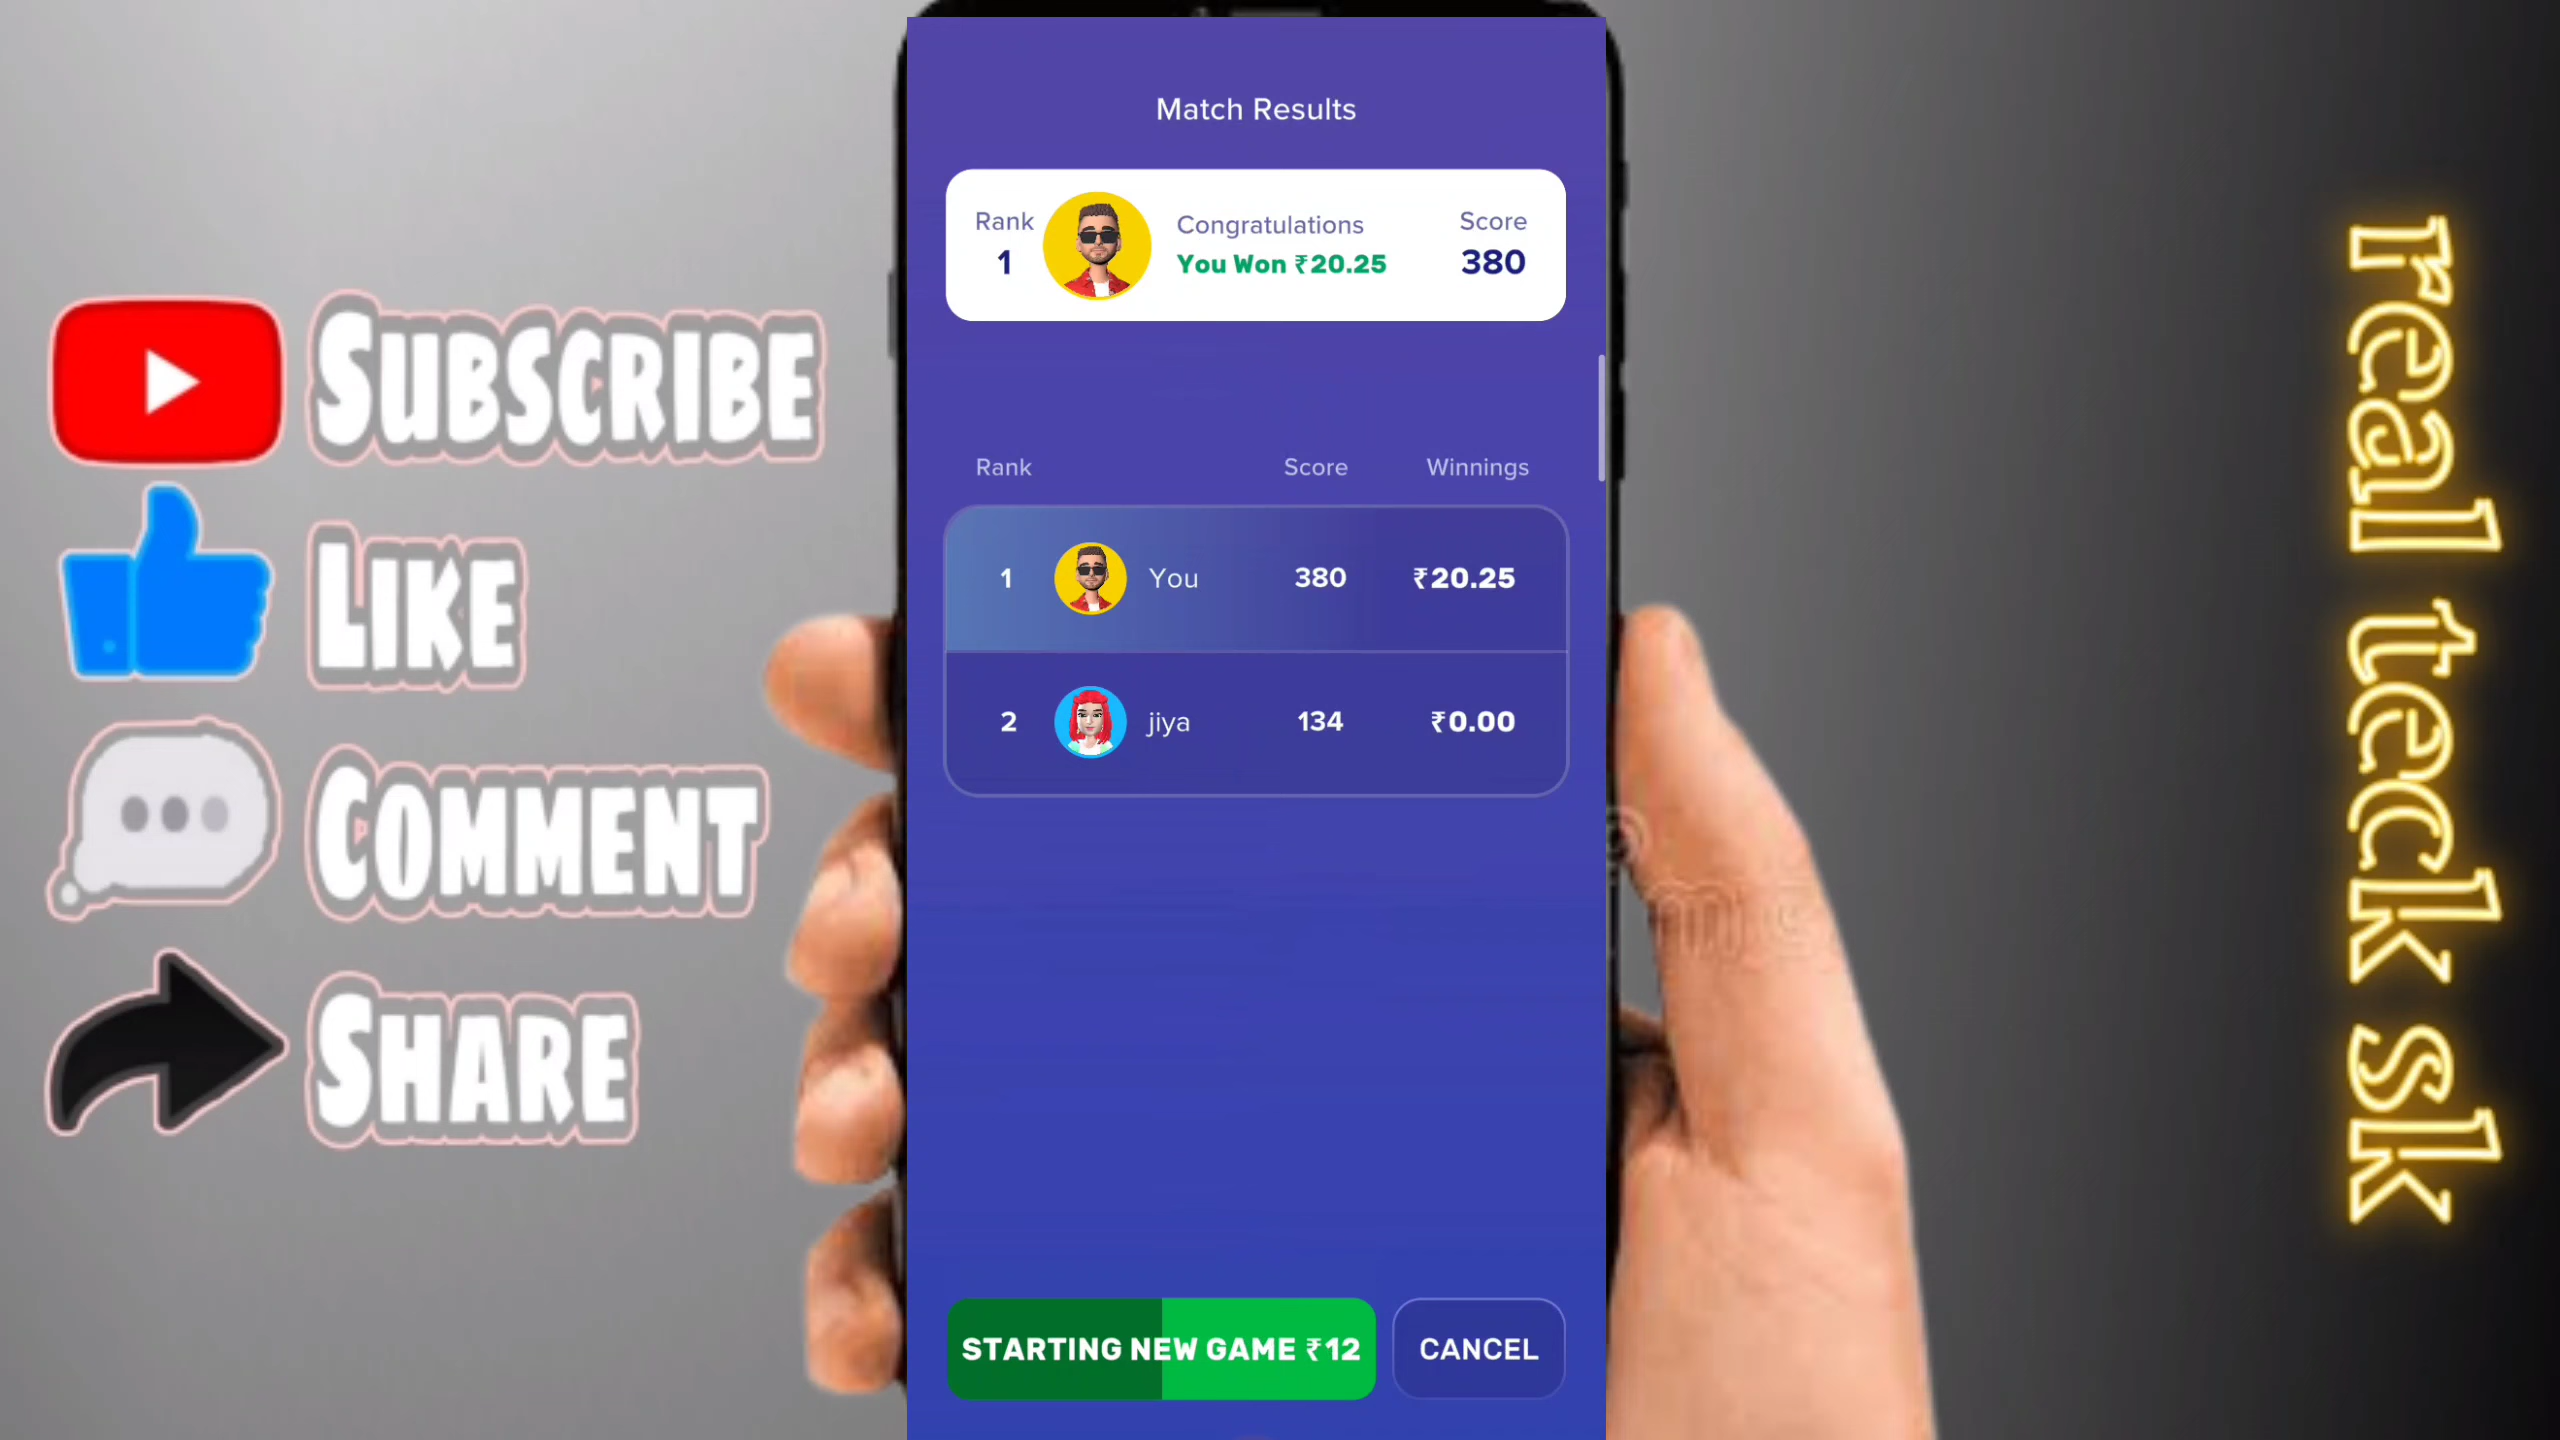 SUBSCRIBE
LIKE
COMMENT
SHARE
Match Results
Rank
1
Congratulations
You Won ₹20.25
Score
380
Rank Score Winnings
1 You 380 ₹20.25
2 jiya 134 ₹0.00
STARTING NEW GAME ₹12
CANCEL
real teck sk